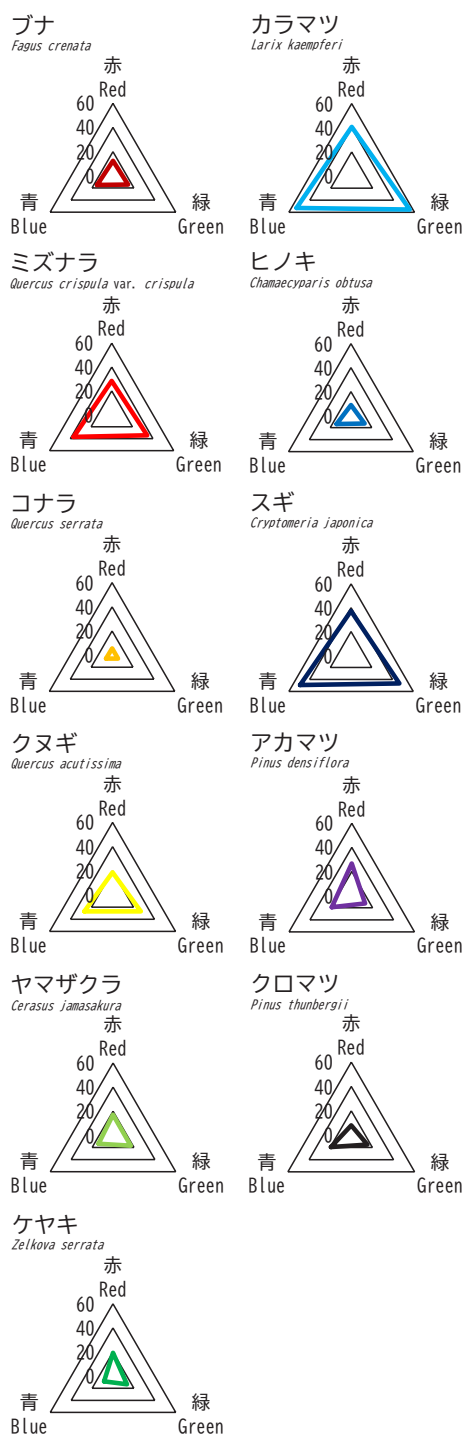 ブナ
Fagus crenata
赤
Red
60
40
20
0
青
緑
Blue
Green
カラマツ
Larix kaempferi
赤
Red
60
40
20
0
青
緑
Blue
Green
ミズナラ
Quercus crispula var. crispula
赤
Red
60
40
20
0
青
緑
Blue
Green
ヒノキ
Chamaecyparis obtusa
赤
Red
60
40
20
0
青
緑
Blue
Green
コナラ
Quercus serrata
赤
Red
60
40
20
0
青
緑
Blue
Green
スギ
Cryptomeria japonica
赤
Red
60
40
20
0
青
緑
Blue
Green
クヌギ
Quercus acutissima
赤
Red
60
40
20
0
青
緑
Blue
Green
アカマツ
Pinus densiflora
赤
Red
60
40
20
0
青
緑
Blue
Green
ヤマザクラ
Cerasus jamasakura
赤
Red
60
40
20
0
青
緑
Blue
Green
クロマツ
Pinus thunbergii
赤
Red
60
40
20
0
青
緑
Blue
Green
ケヤキ
Zelkova serrata
赤
Red
60
40
20
0
青
緑
Blue
Green